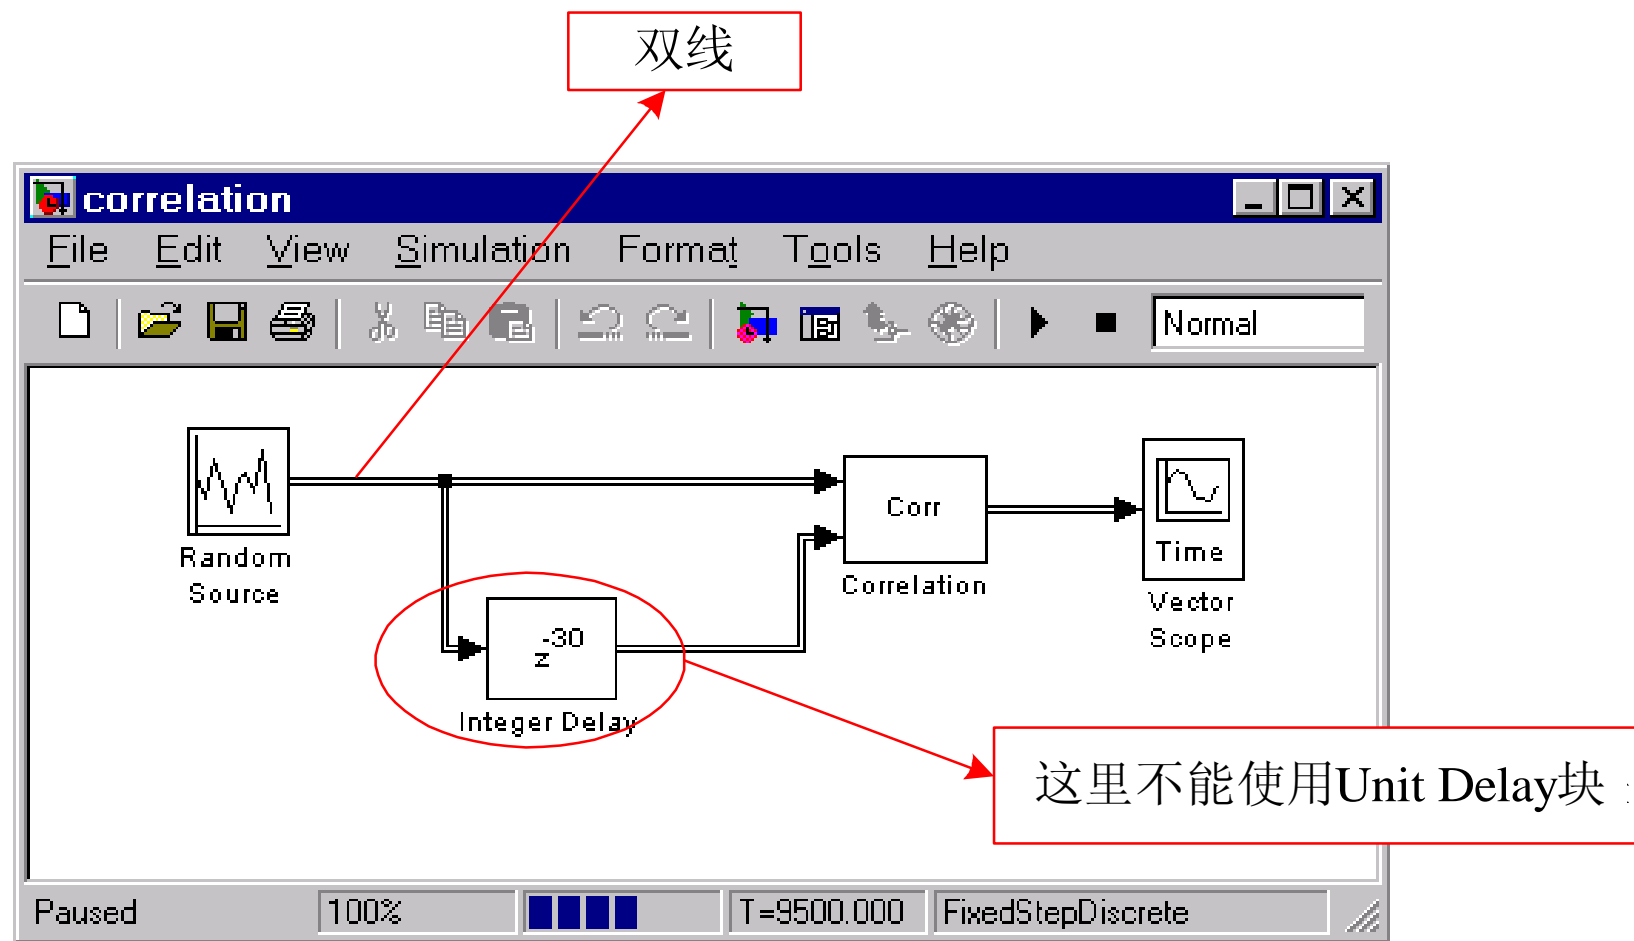 双线
correlation
File Edit View Simulation Format Tools Help
Normal
Random
Source
Corr
Correlation
Time
Vector
Scope
z-30
Integer Delay
这里不能使用Unit Delay块
Paused 100% T=9500.000 FixedStepDiscrete